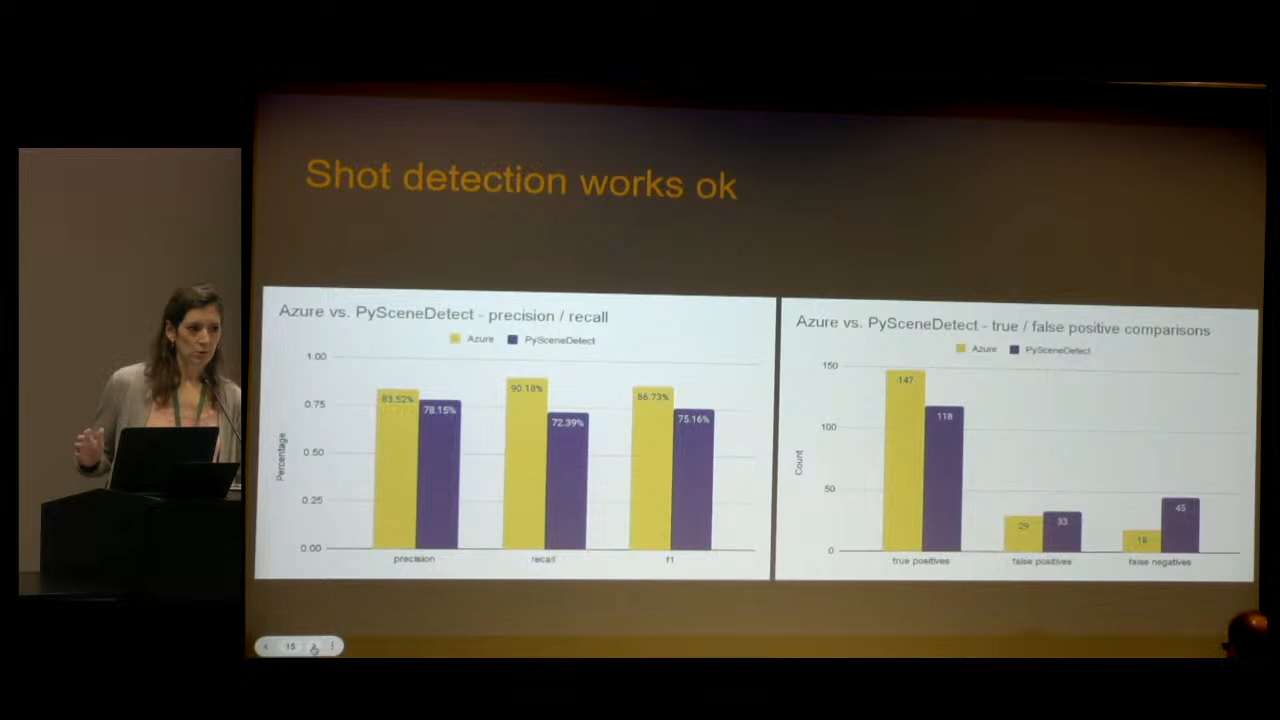 Shot detection works ok
Azure vs. PySceneDetect - precision / recall
Azure PySceneDetect
1.00
0.75
0.50
0.25
0.00
Percentage
83.52%
78.15%
90.18%
72.39%
86.73%
75.16%
precision
recall
f1
Azure vs. PySceneDetect - true / false positive comparisons
Azure PySceneDetect
150
100
50
0
Count
147
118
29
33
45
true positives
false positives
false negatives
15